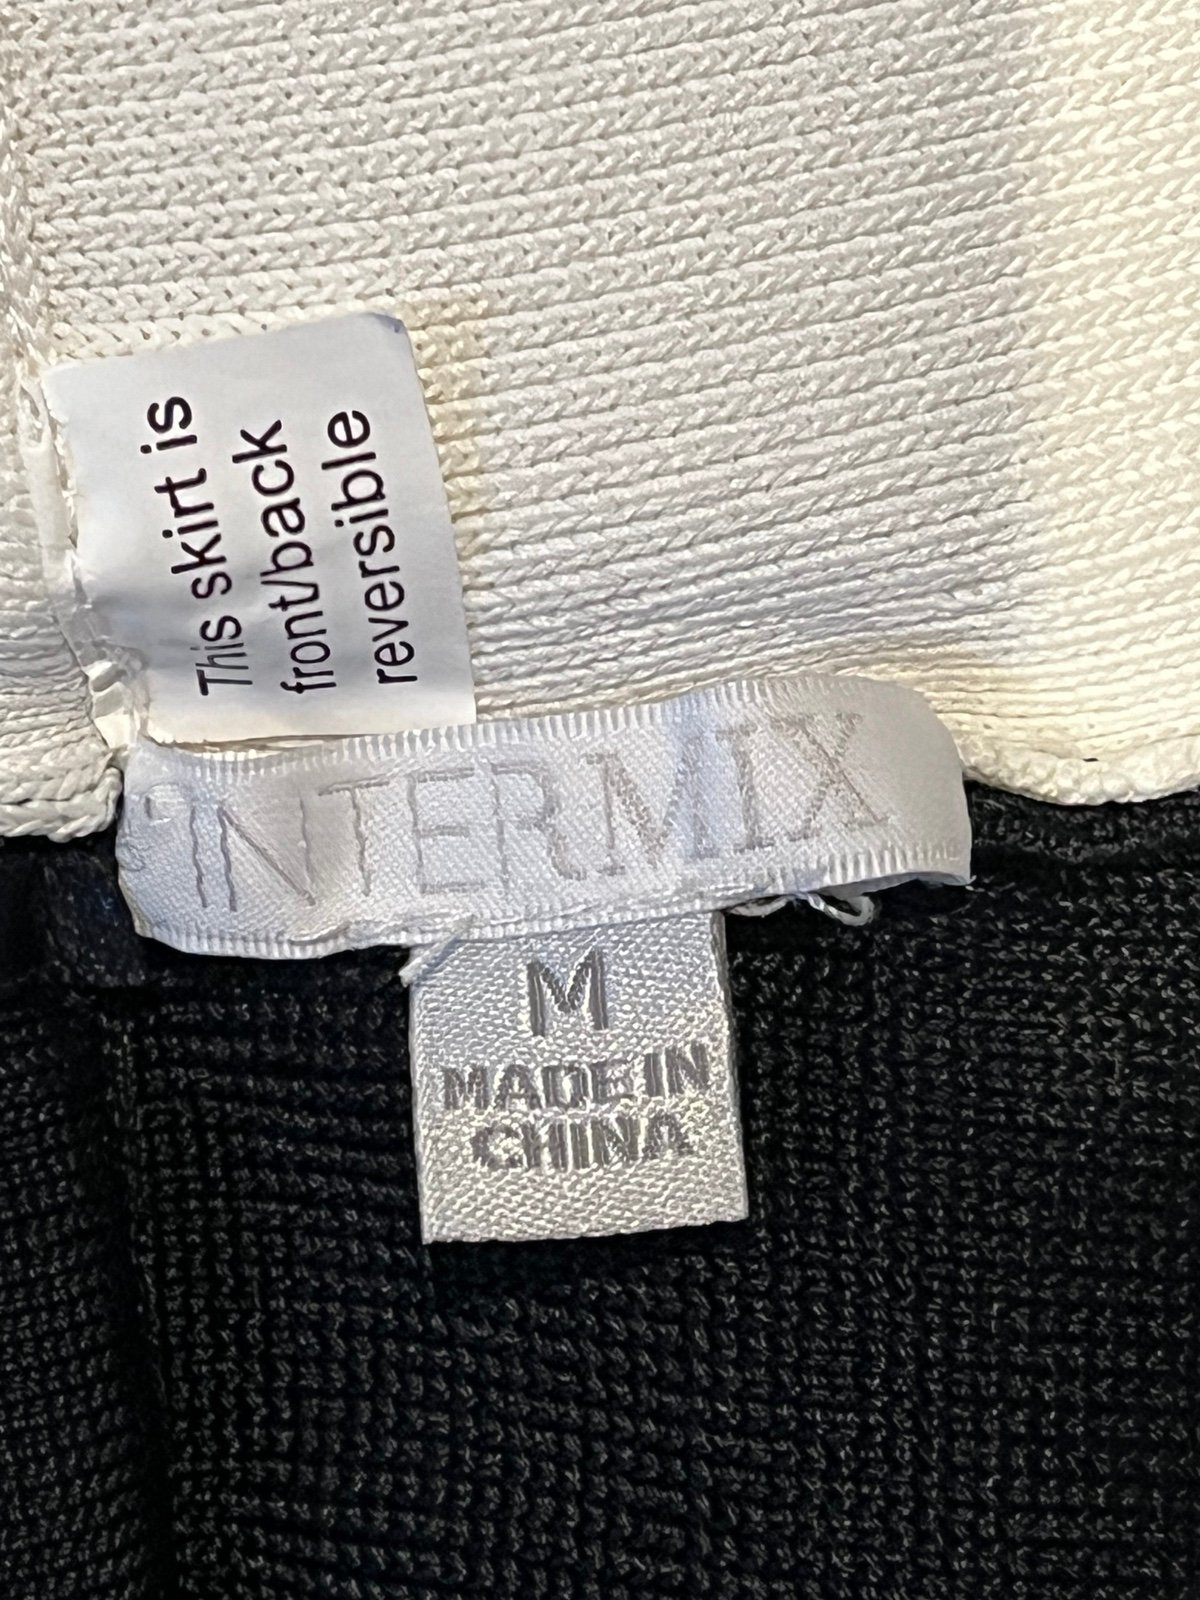 This skirt is
front/back
reversible
INTERMIX
M
MADE IN
CHINA